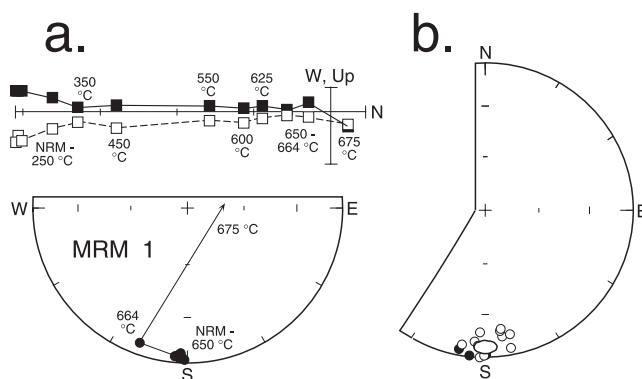 a.
b.
350
°C
550
°C
625
°C
W, Up
N
NRM -
250 °C
450
°C
600
°C
650 -
664 °C
675
°C
W
E
MRM 1
675 °C
664
°C
NRM -
650 °C
S
N
E
S